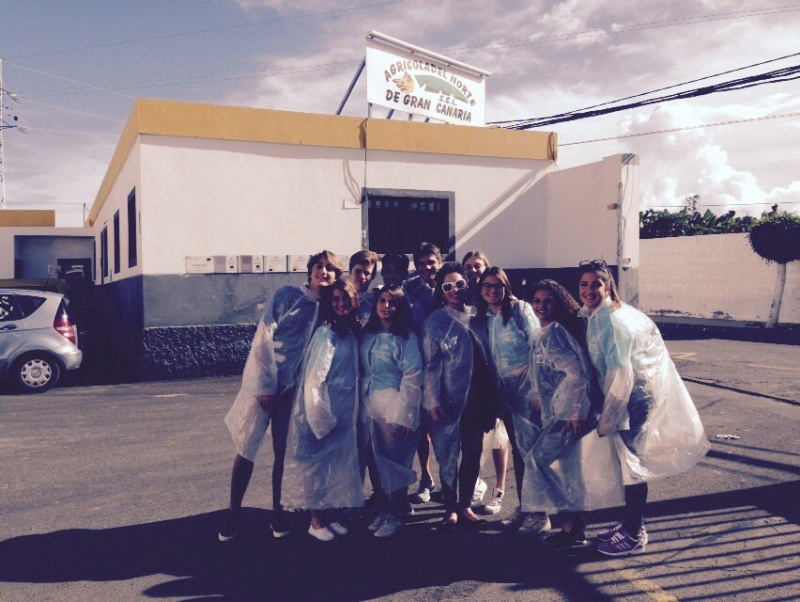 AGRICOLA DEL NORTE
S.C.L.
DE GRAN CANARIA